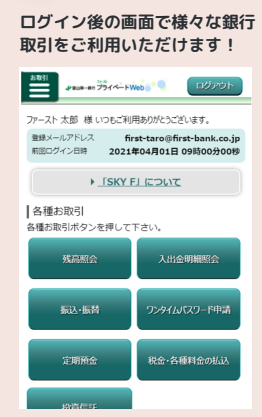 ログイン後の画面で様々な銀行
取引をご利用いただけます！
お取引
富山第一銀行 ファースト プライベートWeb
ログアウト
ファースト 太郎 様 いつもご利用ありがとうございます。
登録メールアドレス first-taro@first-bank.co.jp
前回ログイン日時 2021年04月01日 09時00分00秒
「SKY F」について
各種お取引
各種お取引ボタンを押して下さい。
残高照会 入出金明細照会
振込・振替 ワンタイムパスワード申請
定期預金 税金・各種料金の払込
投資信託